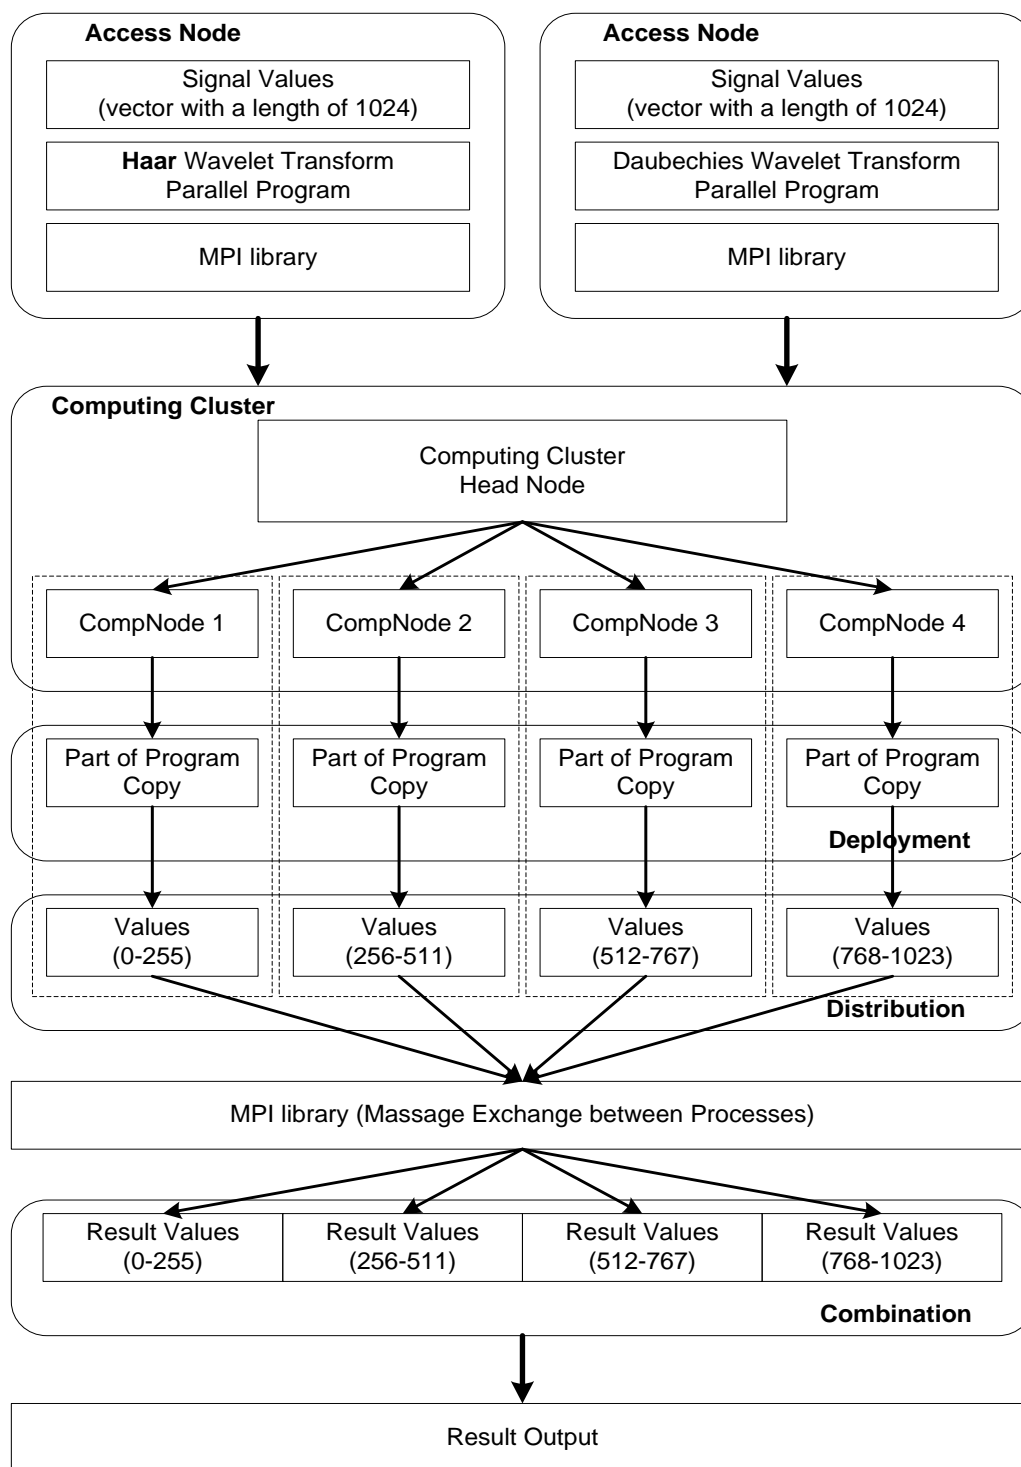 Access Node
Signal Values
(vector with a length of 1024)
Haar Wavelet Transform
Parallel Program
MPI library
Access Node
Signal Values
(vector with a length of 1024)
Daubechies Wavelet Transform
Parallel Program
MPI library
Computing Cluster
Computing Cluster
Head Node
CompNode 1
CompNode 2
CompNode 3
CompNode 4
Part of Program
Copy
Part of Program
Copy
Part of Program
Copy
Part of Program
Copy
Deployment
Values
(0-255)
Values
(256-511)
Values
(512-767)
Values
(768-1023)
Distribution
MPI library (Massage Exchange between Processes)
Result Values
(0-255)
Result Values
(256-511)
Result Values
(512-767)
Result Values
(768-1023)
Combination
Result Output